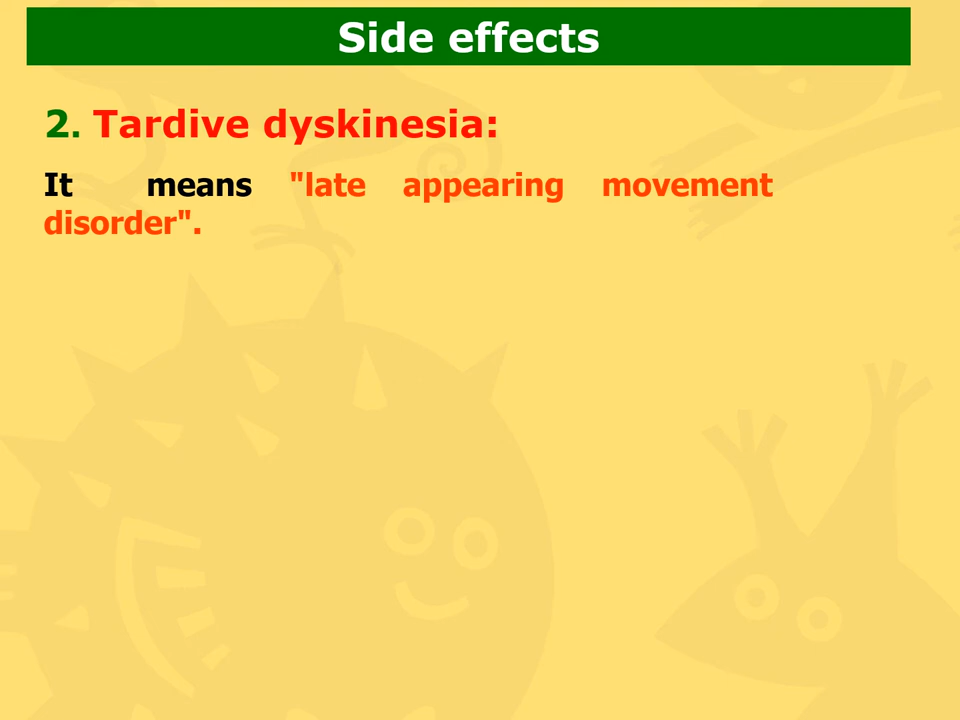 Side effects
2. Tardive dyskinesia:
It means "late appearing movement
disorder".